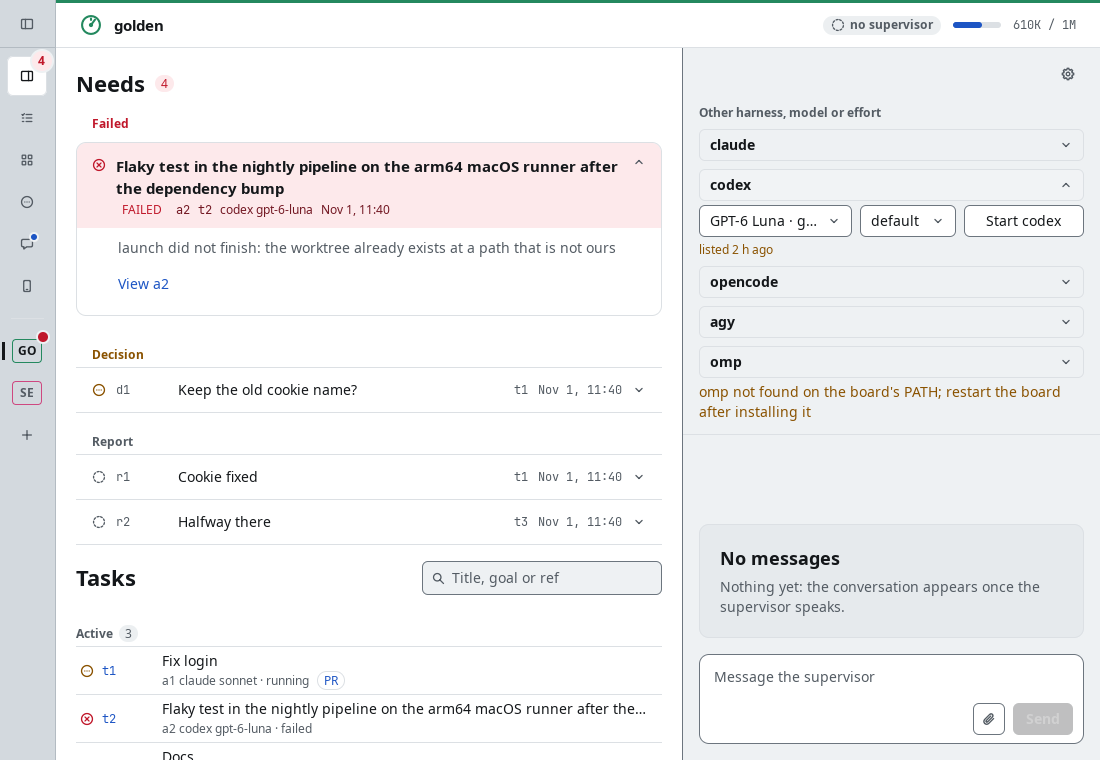 golden
no supervisor
610K / 1M
4
GO
SE
Needs 4
Failed
Flaky test in the nightly pipeline on the arm64 macOS runner after
the dependency bump
FAILED a2 t2 codex gpt-6-luna Nov 1, 11:40
launch did not finish: the worktree already exists at a path that is not ours
View a2
Decision
d1 Keep the old cookie name? t1 Nov 1, 11:40
Report
r1 Cookie fixed t1 Nov 1, 11:40
r2 Halfway there t3 Nov 1, 11:40
Tasks
Title, goal or ref
Active 3
t1 Fix login
a1 claude sonnet · running PR
t2 Flaky test in the nightly pipeline on the arm64 macOS runner after the…
a2 codex gpt-6-luna · failed
Docs
Other harness, model or effort
claude
codex
GPT-6 Luna · g… default Start codex
listed 2 h ago
opencode
agy
omp
omp not found on the board's PATH; restart the board
after installing it
No messages
Nothing yet: the conversation appears once the
supervisor speaks.
Message the supervisor
Send